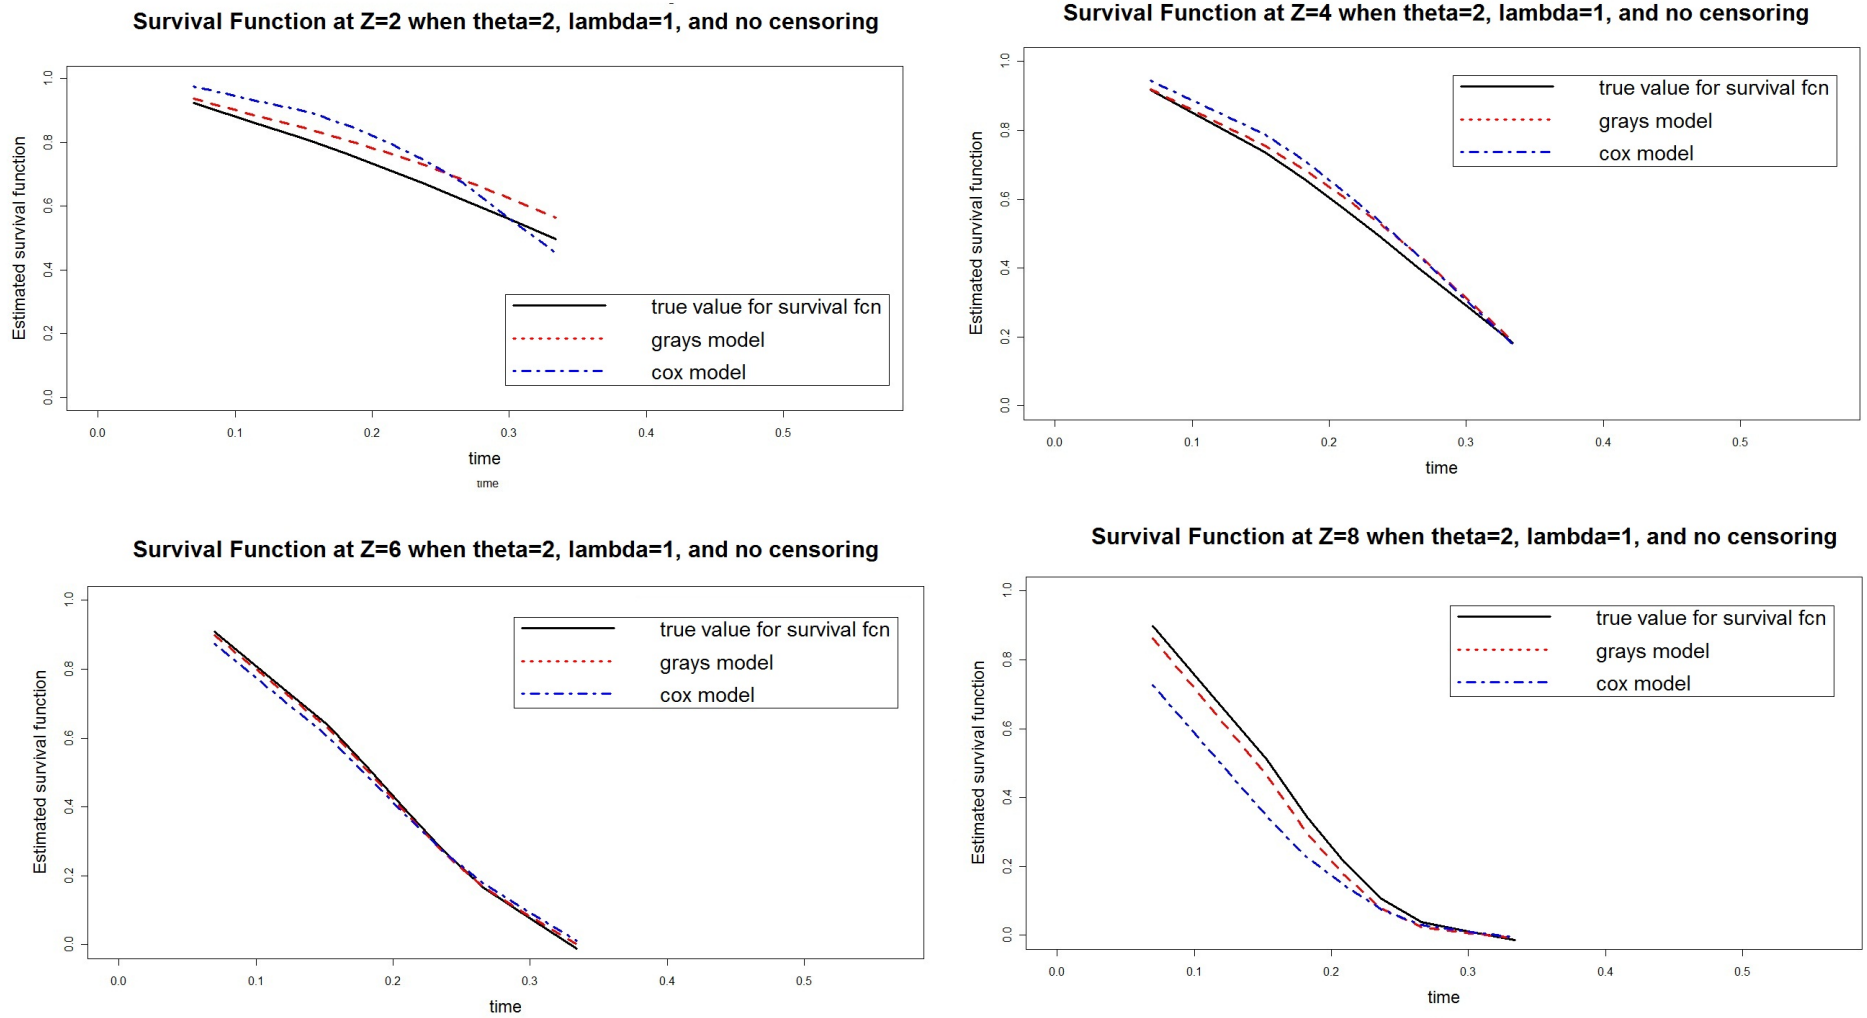 Survival Function at Z=2 when theta=2, lambda=1, and no censoring
Estimated survival function
1.0
0.8
0.6
0.4
0.2
0.0
true value for survival fcn
grays model
cox model
0.0 0.1 0.2 0.3 0.4 0.5
time
time
Survival Function at Z=4 when theta=2, lambda=1, and no censoring
Estimated survival function
1.0
0.8
0.6
0.4
0.2
0.0
true value for survival fcn
grays model
cox model
0.0 0.1 0.2 0.3 0.4 0.5
time
Survival Function at Z=6 when theta=2, lambda=1, and no censoring
Estimated survival function
1.0
0.8
0.6
0.4
0.2
0.0
true value for survival fcn
grays model
cox model
0.0 0.1 0.2 0.3 0.4 0.5
time
Survival Function at Z=8 when theta=2, lambda=1, and no censoring
Estimated survival function
1.0
0.8
0.6
0.4
0.2
0.0
true value for survival fcn
grays model
cox model
0.0 0.1 0.2 0.3 0.4 0.5
time